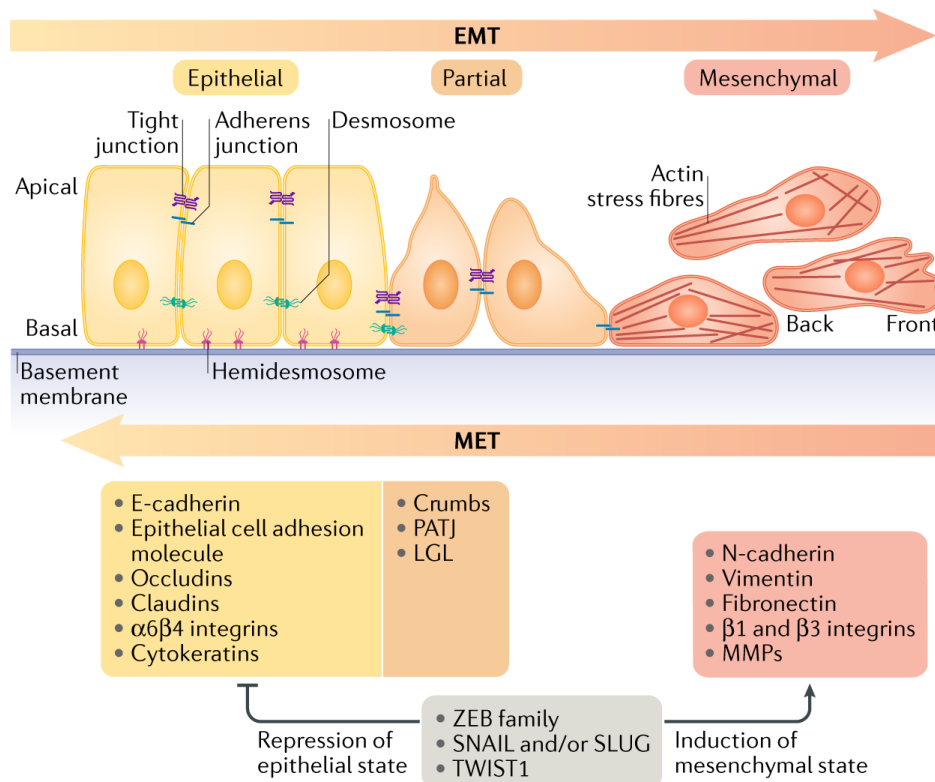 EMT
Epithelial
Partial
Mesenchymal
Tight
junction
Adherens
junction
Desmosome
Apical
Actin
stress fibres
Basal
Back
Front
Basement
membrane
Hemidesmosome
MET
• E-cadherin
• Epithelial cell adhesion
molecule
• Occludins
• Claudins
• α6β4 integrins
• Cytokeratins
• Crumbs
• PATJ
• LGL
• N-cadherin
• Vimentin
• Fibronectin
• β1 and β3 integrins
• MMPs
Repression of
epithelial state
• ZEB family
• SNAIL and/or SLUG
• TWIST1
Induction of
mesenchymal state